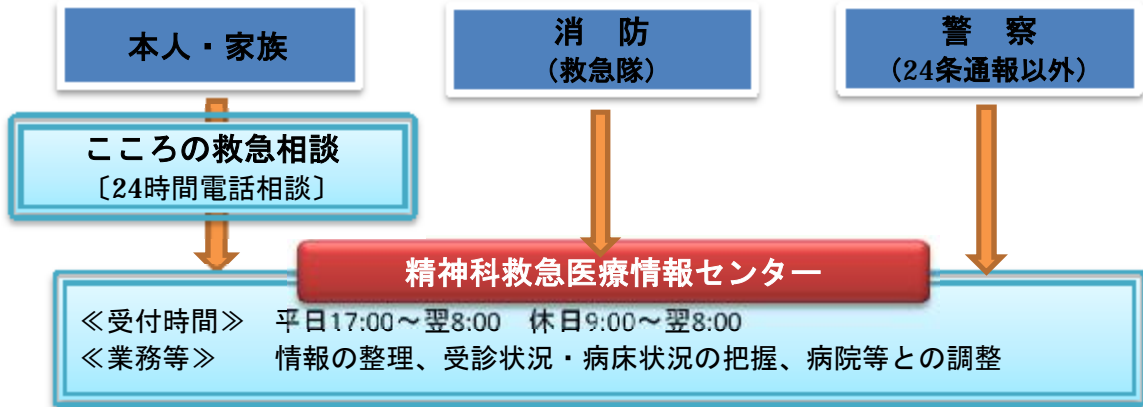 本人・家族
消　防
（救急隊）
警　察
（24条通報以外）
こころの救急相談
〔24時間電話相談〕
精神科救急医療情報センター
≪受付時間≫　平日17:00～翌8:00　休日9:00～翌8:00
≪業務等≫　情報の整理、受診状況・病床状況の把握、病院等との調整